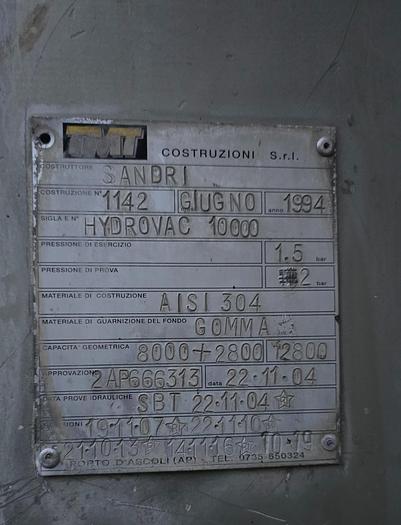 TMT COSTRUZIONI S.r.l.
COSTRUTTORE SANDRI
COSTRUZIONE N° 1142 GIUGNO anno 1994
SIGLA E N° HYDROVAC 10000
PRESSIONE DI ESERCIZIO 1.5 bar
PRESSIONE DI PROVA 2 bar
MATERIALE DI COSTRUZIONE AISI 304
MATERIALE DI GUARNIZIONE DEL FONDO GOMMA
CAPACITA' GEOMETRICA 8000+2800 12800
APPROVAZIONE 2AP666313 data 22·11·04
DATA PROVE IDRAULICHE SBT 22·11·04
19·11·07 22·11·10
21·10·13 14·11·16 10·19
PORTO D'ASCOLI (AP) - TEL. 0735-650324